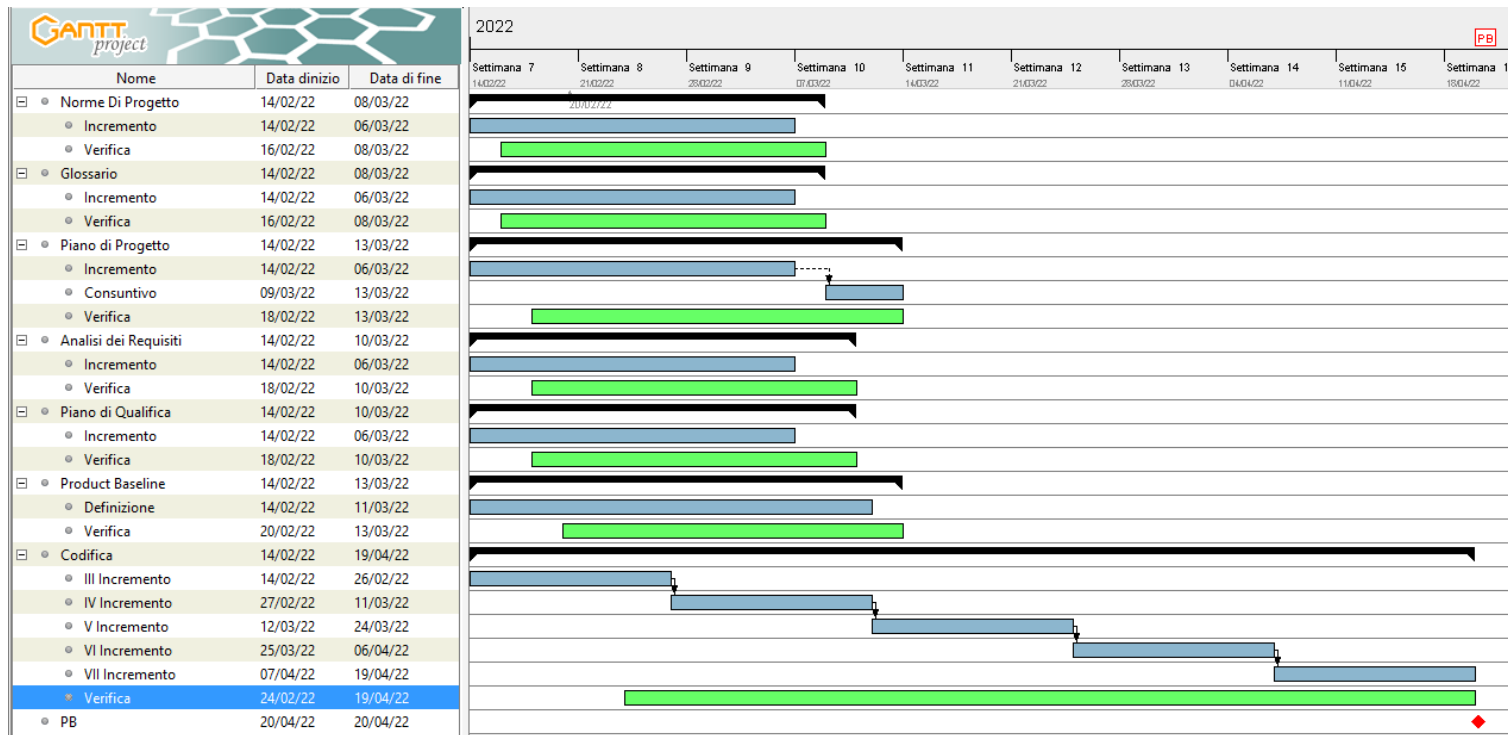 GANTT
project
2022
PB
Nome Data dinizio Data di fine
Settimana 7 Settimana 8 Settimana 9 Settimana 10 Settimana 11 Settimana 12 Settimana 13 Settimana 14 Settimana 15 Settimana 1
14/02/22 21/02/22 28/02/22 07/03/22 14/03/22 21/03/22 28/03/22 04/04/22 11/04/22 18/04/22
20/02/22
Norme Di Progetto 14/02/22 08/03/22
Incremento 14/02/22 06/03/22
Verifica 16/02/22 08/03/22
Glossario 14/02/22 08/03/22
Incremento 14/02/22 06/03/22
Verifica 16/02/22 08/03/22
Piano di Progetto 14/02/22 13/03/22
Incremento 14/02/22 06/03/22
Consuntivo 09/03/22 13/03/22
Verifica 18/02/22 13/03/22
Analisi dei Requisiti 14/02/22 10/03/22
Incremento 14/02/22 06/03/22
Verifica 18/02/22 10/03/22
Piano di Qualifica 14/02/22 10/03/22
Incremento 14/02/22 06/03/22
Verifica 18/02/22 10/03/22
Product Baseline 14/02/22 13/03/22
Definizione 14/02/22 11/03/22
Verifica 20/02/22 13/03/22
Codifica 14/02/22 19/04/22
III Incremento 14/02/22 26/02/22
IV Incremento 27/02/22 11/03/22
V Incremento 12/03/22 24/03/22
VI Incremento 25/03/22 06/04/22
VII Incremento 07/04/22 19/04/22
Verifica 24/02/22 19/04/22
PB 20/04/22 20/04/22